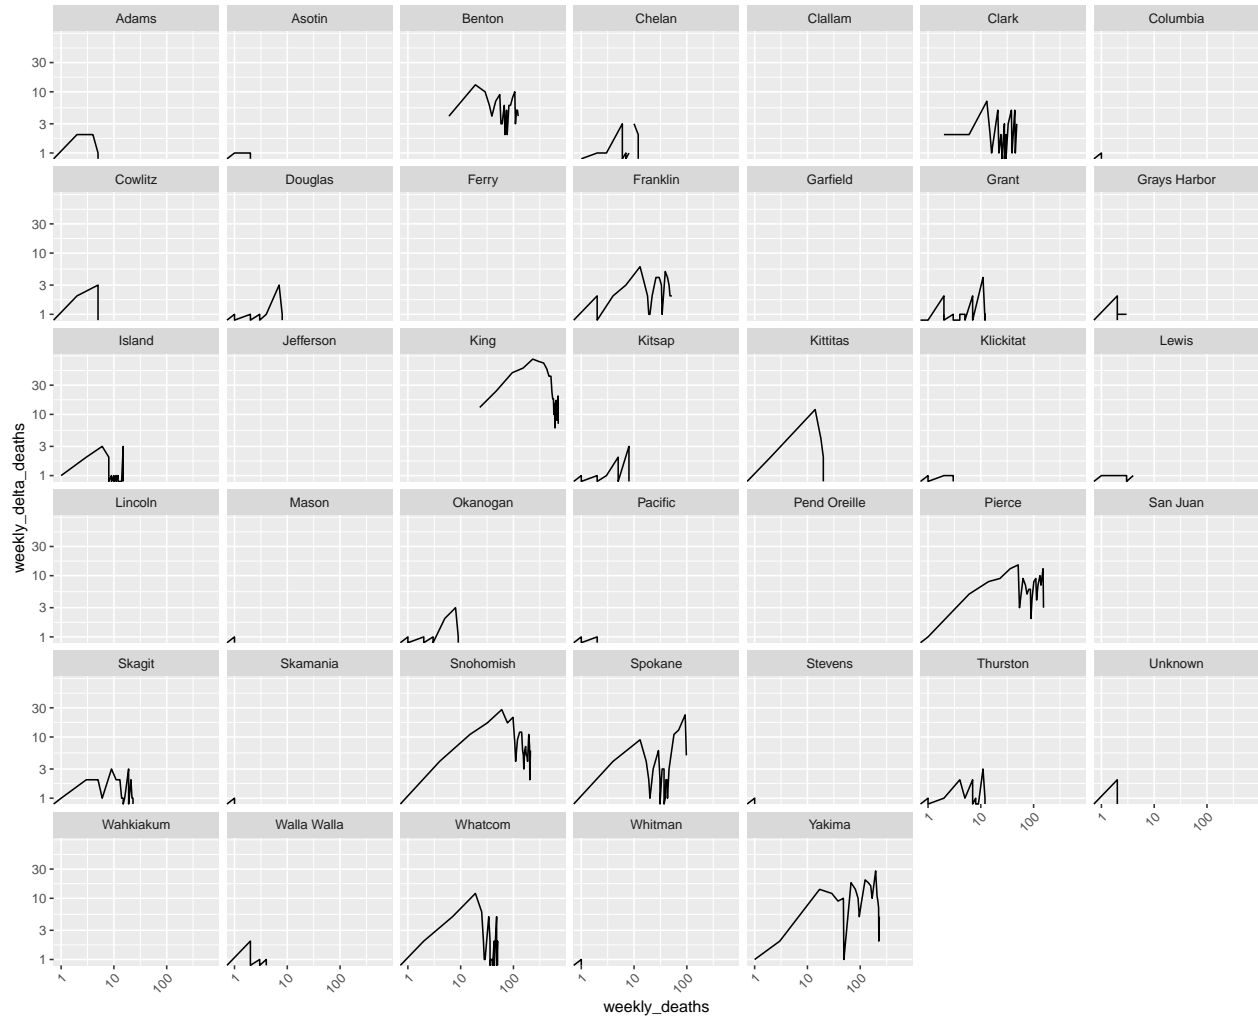 Adams Asotin Benton Chelan Clallam Clark Columbia
30
10
3
1
Cowlitz Douglas Ferry Franklin Garfield Grant Grays Harbor
30
10
3
1
Island Jefferson King Kitsap Kittitas Klickitat Lewis
30
10
3
1
weekly_delta_deaths
Lincoln Mason Okanogan Pacific Pend Oreille Pierce San Juan
30
10
3
1
Skagit Skamania Snohomish Spokane Stevens Thurston Unknown
30
10
3
1
1 10 100 1 10 100
Wahkiakum Walla Walla Whatcom Whitman Yakima
30
10
3
1
1 10 100 1 10 100 1 10 100 1 10 100 1 10 100
weekly_deaths